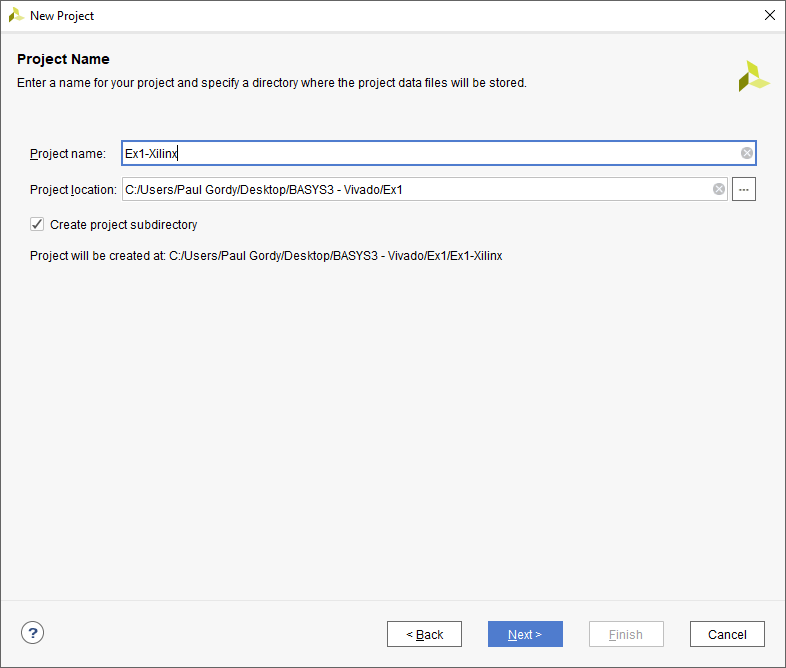 New Project
Project Name
Enter a name for your project and specify a directory where the project data files will be stored.
Project name: Ex1-Xilinx
Project location: C:/Users/Paul Gordy/Desktop/BASYS3 - Vivado/Ex1 ...
Create project subdirectory
Project will be created at: C:/Users/Paul Gordy/Desktop/BASYS3 - Vivado/Ex1/Ex1-Xilinx
? < Back Next > Finish Cancel